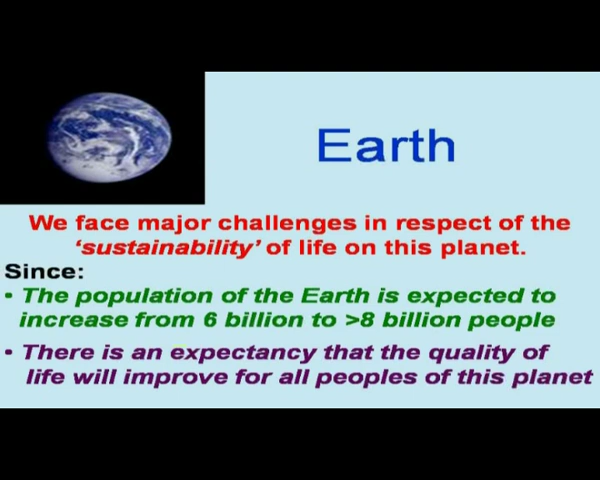 Earth
We face major challenges in respect of the
‘sustainability’ of life on this planet.
Since:
• The population of the Earth is expected to
increase from 6 billion to >8 billion people
• There is an expectancy that the quality of
life will improve for all peoples of this planet